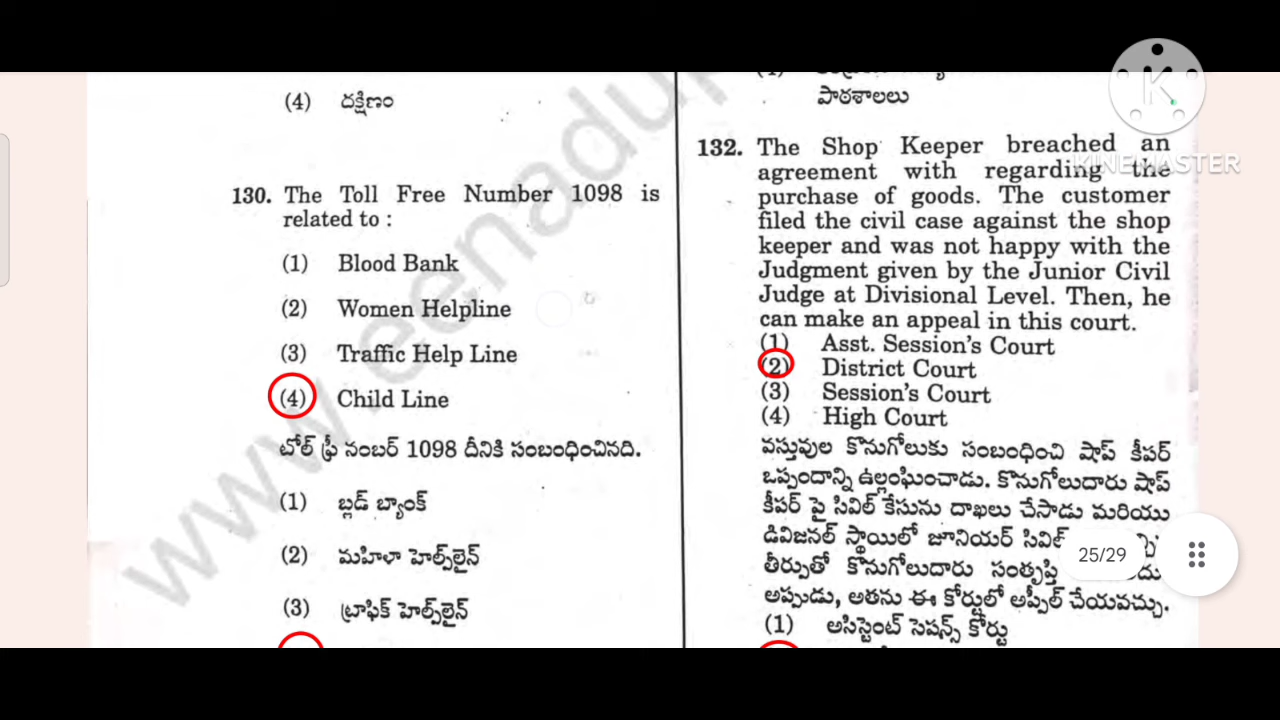 (4) దక్షిణం
130. The Toll Free Number 1098 is
related to :
(1) Blood Bank
(2) Women Helpline
(3) Traffic Help Line
(4) Child Line
టోల్ ఫ్రీ నంబర్ 1098 దీనికి సంబంధించినది.
(1) బ్లడ్ బ్యాంక్
(2) మహిళా హెల్ప్‌లైన్
(3) ట్రాఫిక్ హెల్ప్‌లైన్
పాఠశాలలు
132. The Shop Keeper breached an
agreement with regarding the
purchase of goods. The customer
filed the civil case against the shop
keeper and was not happy with the
Judgment given by the Junior Civil
Judge at Divisional Level. Then, he
can make an appeal in this court.
(1) Asst. Session's Court
(2) District Court
(3) Session's Court
(4) High Court
వస్తువుల కొనుగోలుకు సంబంధించి షాప్ కీపర్
ఒప్పందాన్ని ఉల్లంఘించాడు. కొనుగోలుదారు షాప్
కీపర్ పై సివిల్ కేసును దాఖలు చేసాడు మరియు
డివిజనల్ స్థాయిలో జూనియర్ సివిల్
తీర్పుతో కొనుగోలుదారు సంతృప్తి
అప్పుడు, అతను ఈ కోర్టులో అప్పీల్ చేయవచ్చు.
(1) అసిస్టెంట్ సెషన్స్ కోర్టు
KINEMASTER
25/29
www.eenadup